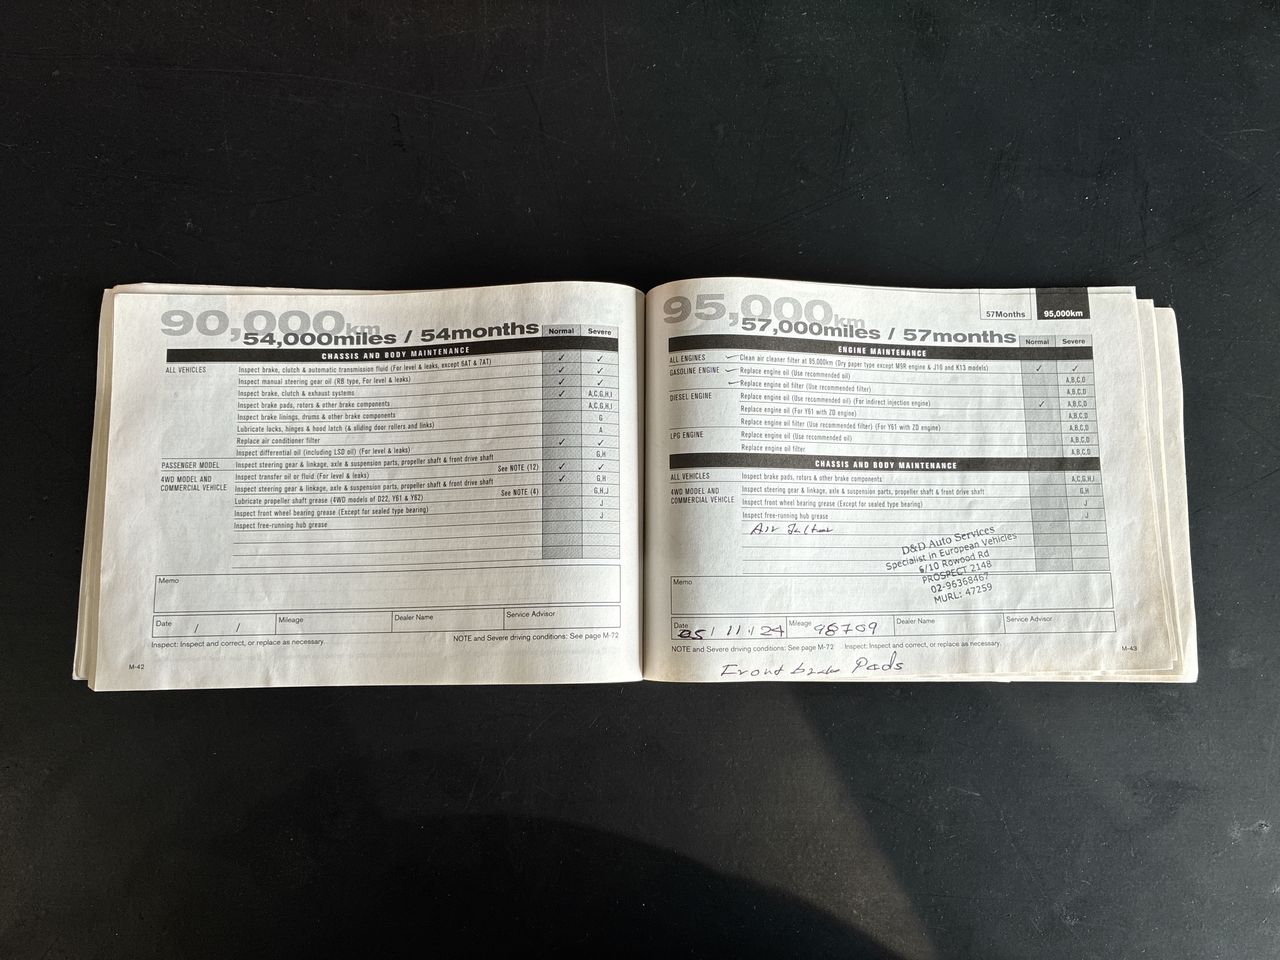 90,000km
54,000miles / 54months
Normal Severe
CHASSIS AND BODY MAINTENANCE
ALL VEHICLES Inspect brake, clutch & automatic transmission fluid (For level & leaks, except 6AT & 7AT) ✓ ✓
Inspect manual steering gear oil (RB type, For level & leaks) ✓ ✓
Inspect brake, clutch & exhaust systems ✓ ✓
Inspect brake pads, rotors & other brake components ✓ A,C,G,H,I
Inspect brake linings, drums & other brake components A,C,G,H,I
Lubricate locks, hinges & hood latch (& sliding door rollers and links) G
Replace air conditioner filter A
Inspect differential oil (including LSD oil) (For level & leaks) ✓ ✓
PASSENGER MODEL Inspect steering gear & linkage, axle & suspension parts, propeller shaft & front drive shaft G,H
4WD MODEL AND COMMERCIAL VEHICLE Inspect transfer oil or fluid (For level & leaks) See NOTE (12) ✓ ✓
Inspect steering gear & linkage, axle & suspension parts, propeller shaft & front drive shaft ✓ G,H
Lubricate propeller shaft grease (4WD models of D22, Y61 & Y62) See NOTE (4) G,H,J
Inspect front wheel bearing grease (Except for sealed type bearing) J
Inspect free-running hub grease J
Memo
Date / / Mileage Dealer Name Service Advisor
Inspect: Inspect and correct, or replace as necessary. NOTE and Severe driving conditions: See page M-72
M-42
95,000km
57,000miles / 57months
57Months 95,000km
Normal Severe
ENGINE MAINTENANCE
ALL ENGINES Clean air cleaner filter at 95,000km (Dry paper type except M9R engine & J10 and K13 models)
GASOLINE ENGINE Replace engine oil (Use recommended oil) ✓ ✓
Replace engine oil filter (Use recommended filter) A,B,C,D
DIESEL ENGINE Replace engine oil (Use recommended oil) (For indirect injection engine) A,B,C,D
Replace engine oil (For Y61 with ZD engine) ✓ A,B,C,D
Replace engine oil filter (Use recommended filter) (For Y61 with ZD engine) A,B,C,D
LPG ENGINE Replace engine oil (Use recommended oil) A,B,C,D
Replace engine oil filter A,B,C,D
CHASSIS AND BODY MAINTENANCE
ALL VEHICLES Inspect brake pads, rotors & other brake components A,C,G,H,I
4WD MODEL AND COMMERCIAL VEHICLE Inspect steering gear & linkage, axle & suspension parts, propeller shaft & front drive shaft G,H
Inspect front wheel bearing grease (Except for sealed type bearing) J
Inspect free-running hub grease J
Air Filter
D&D Auto Services
Specialist in European Vehicles
6/10 Rowood Rd
PROSPECT 2148
02-96368467
MURL: 47259
Memo
Date 05/11/24 Mileage 98709 Dealer Name Service Advisor
NOTE and Severe driving conditions: See page M-72 Inspect: Inspect and correct, or replace as necessary.
M-43
Front brake Pads